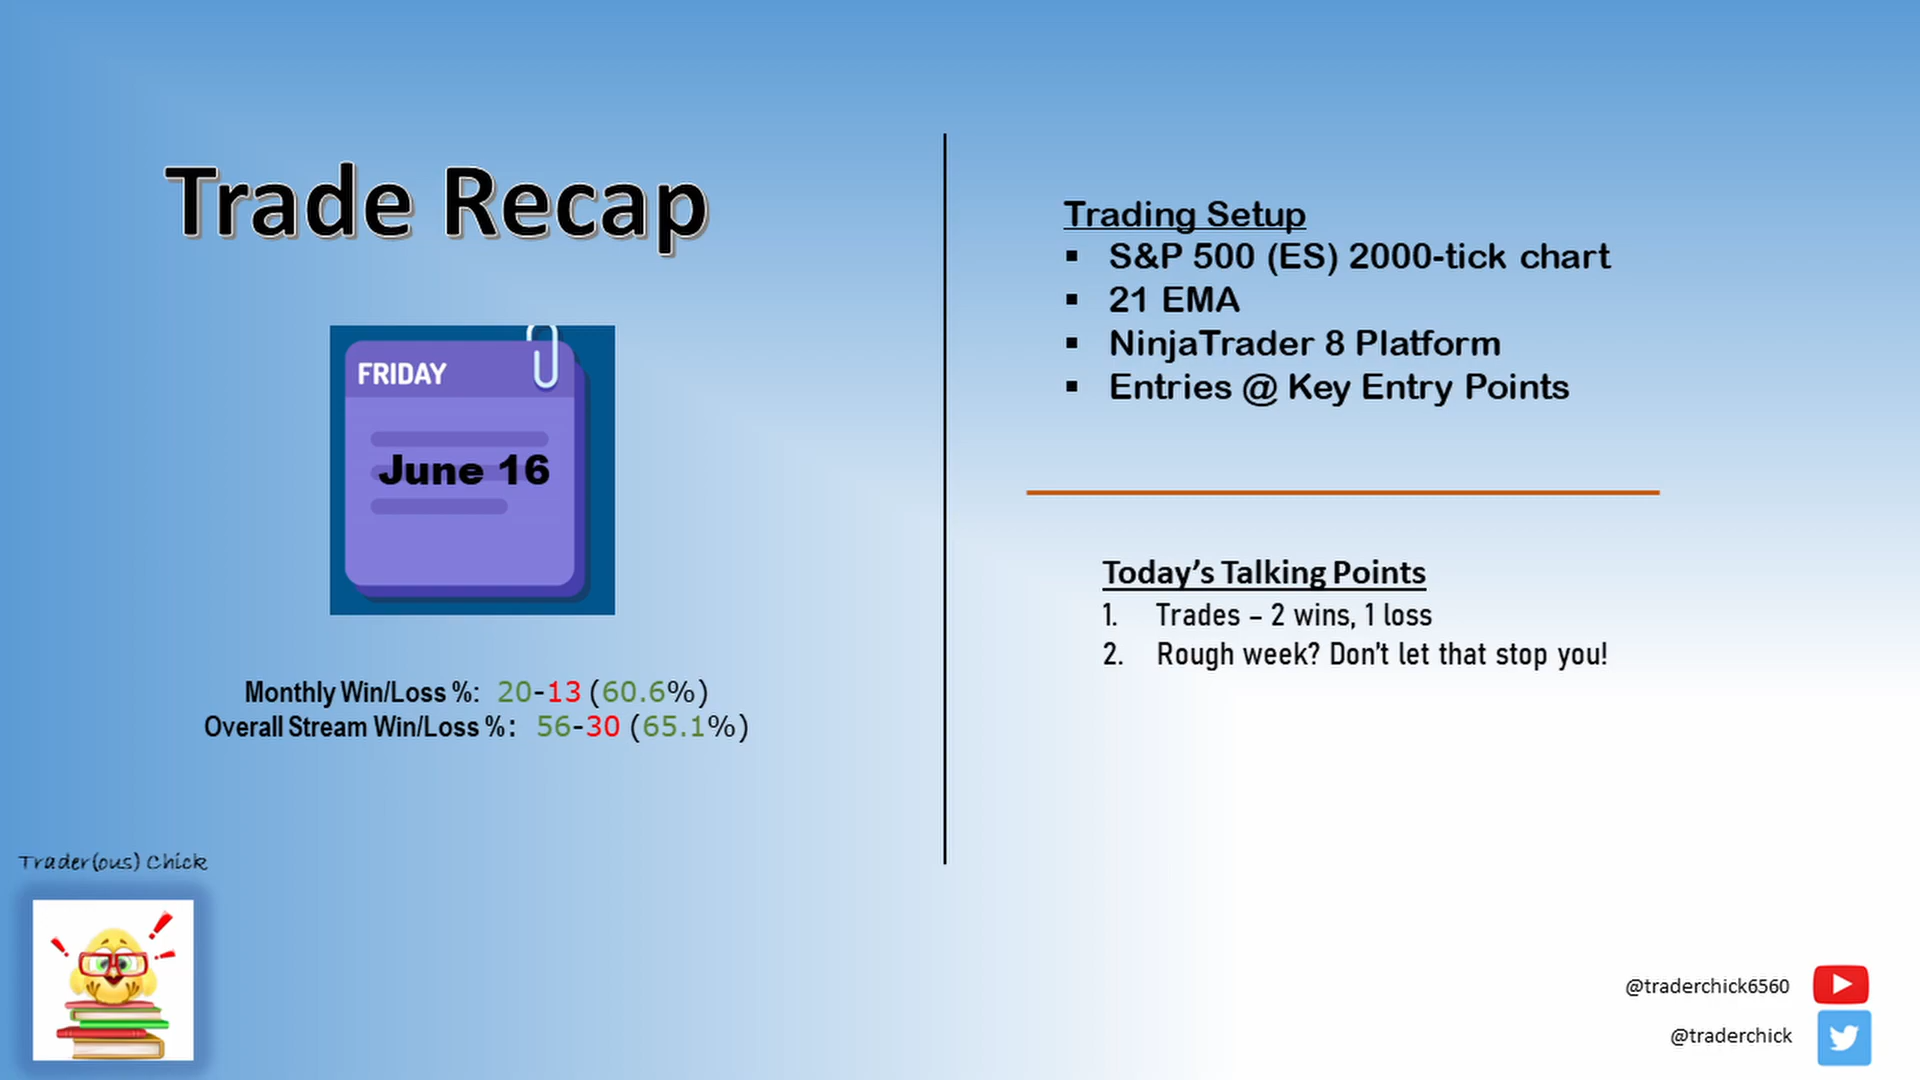 Trade Recap
FRIDAY
June 16
Monthly Win/Loss %: 20-13 (60.6%)
Overall Stream Win/Loss %: 56-30 (65.1%)
Trader(ous) Chick
Trading Setup
▪ S&P 500 (ES) 2000-tick chart
▪ 21 EMA
▪ NinjaTrader 8 Platform
▪ Entries @ Key Entry Points
Today's Talking Points
1. Trades – 2 wins, 1 loss
2. Rough week? Don't let that stop you!
@traderchick6560
@traderchick